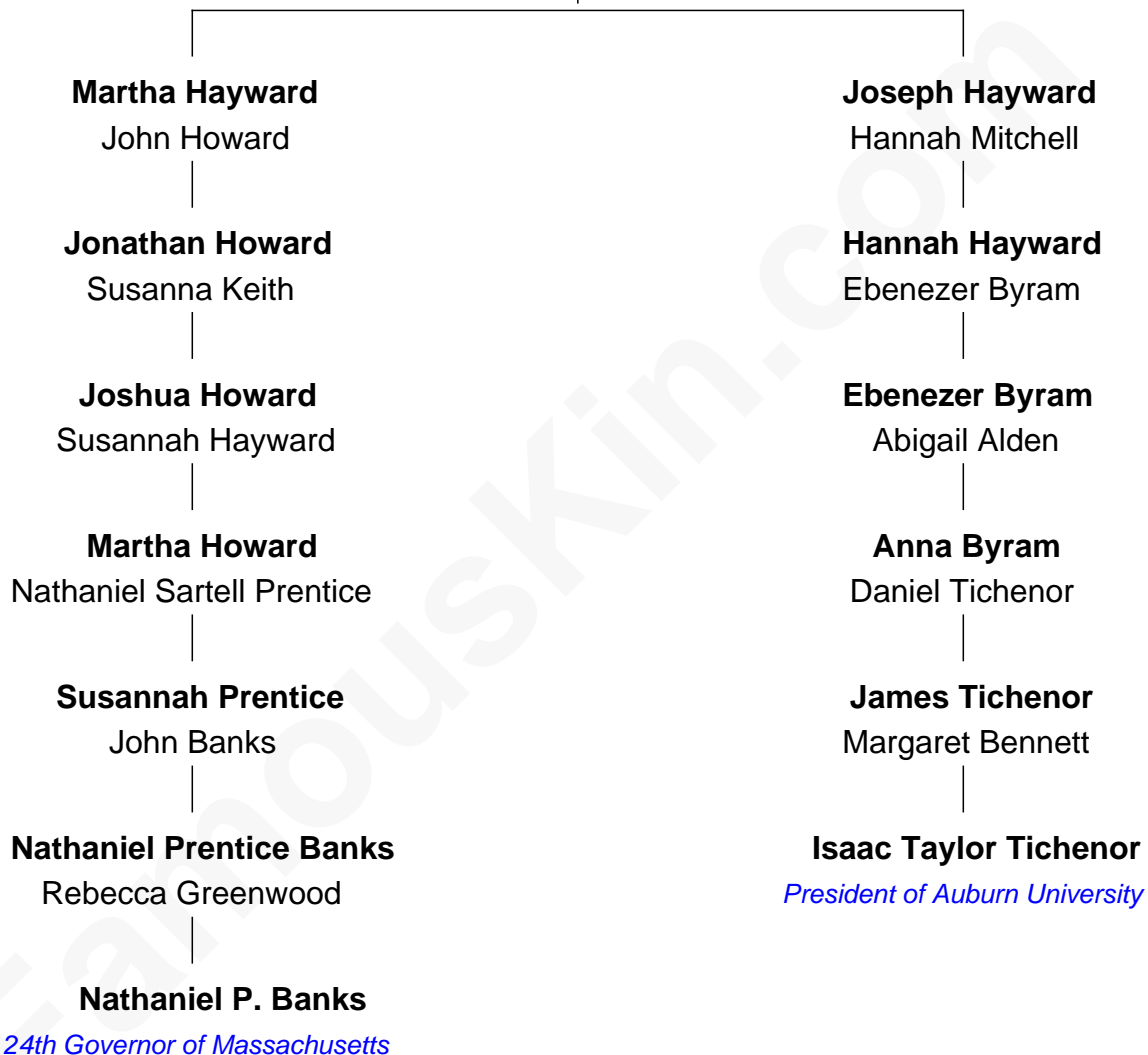 Martha Hayward
John Howard
Jonathan Howard
Susanna Keith
Joshua Howard
Susannah Hayward
Martha Howard
Nathaniel Sartell Prentice
Susannah Prentice
John Banks
Nathaniel Prentice Banks
Rebecca Greenwood
Nathaniel P. Banks
24th Governor of Massachusetts
Joseph Hayward
Hannah Mitchell
Hannah Hayward
Ebenezer Byram
Ebenezer Byram
Abigail Alden
Anna Byram
Daniel Tichenor
James Tichenor
Margaret Bennett
Isaac Taylor Tichenor
President of Auburn University
FamousKin.com